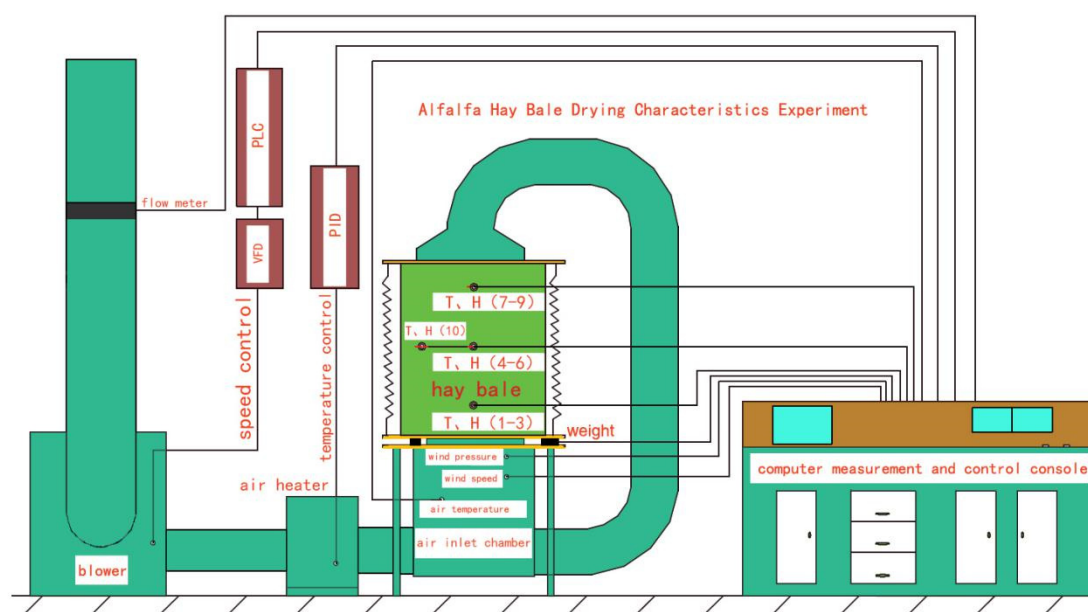 Alfalfa Hay Bale Drying Characteristics Experiment
PLC
flow meter
PID
VFD
speed control
temperature control
T、H (7-9)
T、H (10)
T、H (4-6)
hay bale
T、H (1-3)
weight
wind pressure
wind speed
air heater
air temperature
air inlet chamber
blower
computer measurement and control console